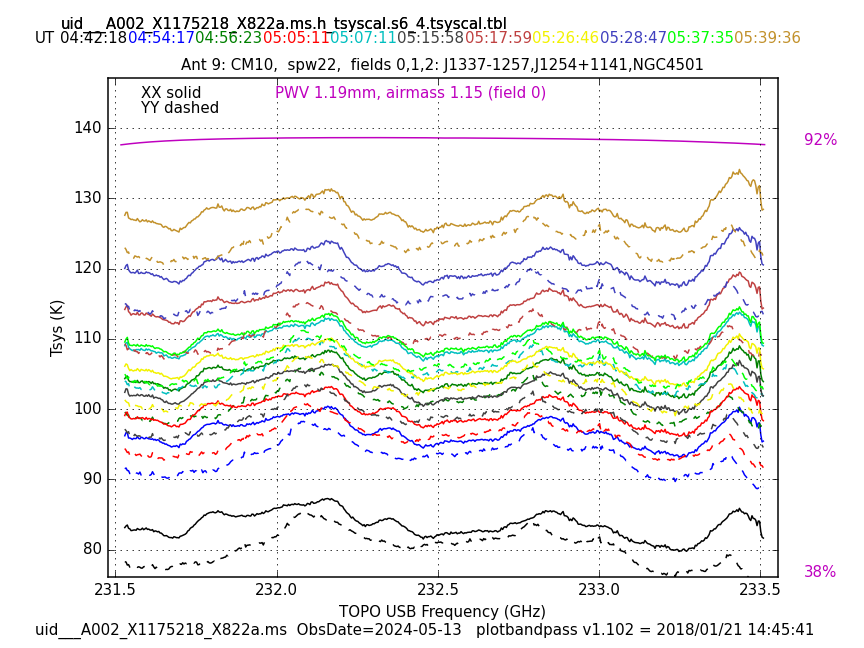 uid___A002_X1175218_X822a.ms.h_tsyscal.s6_4.tsyscal.tbl
UT 04:42:18 04:54:17 04:56:23 05:05:11 05:07:11 05:15:58 05:17:59 05:26:46 05:28:47 05:37:35 05:39:36
Ant 9: CM10,  spw22,  fields 0,1,2: J1337-1257,J1254+1141,NGC4501
XX solid
PWV 1.19mm, airmass 1.15 (field 0)
YY dashed
140
92%
130
120
110
100
90
80
38%
Tsys (K)
231.5 232.0 232.5 233.0 233.5
TOPO USB Frequency (GHz)
uid___A002_X1175218_X822a.ms  ObsDate=2024-05-13   plotbandpass v1.102 = 2018/01/21 14:45:41